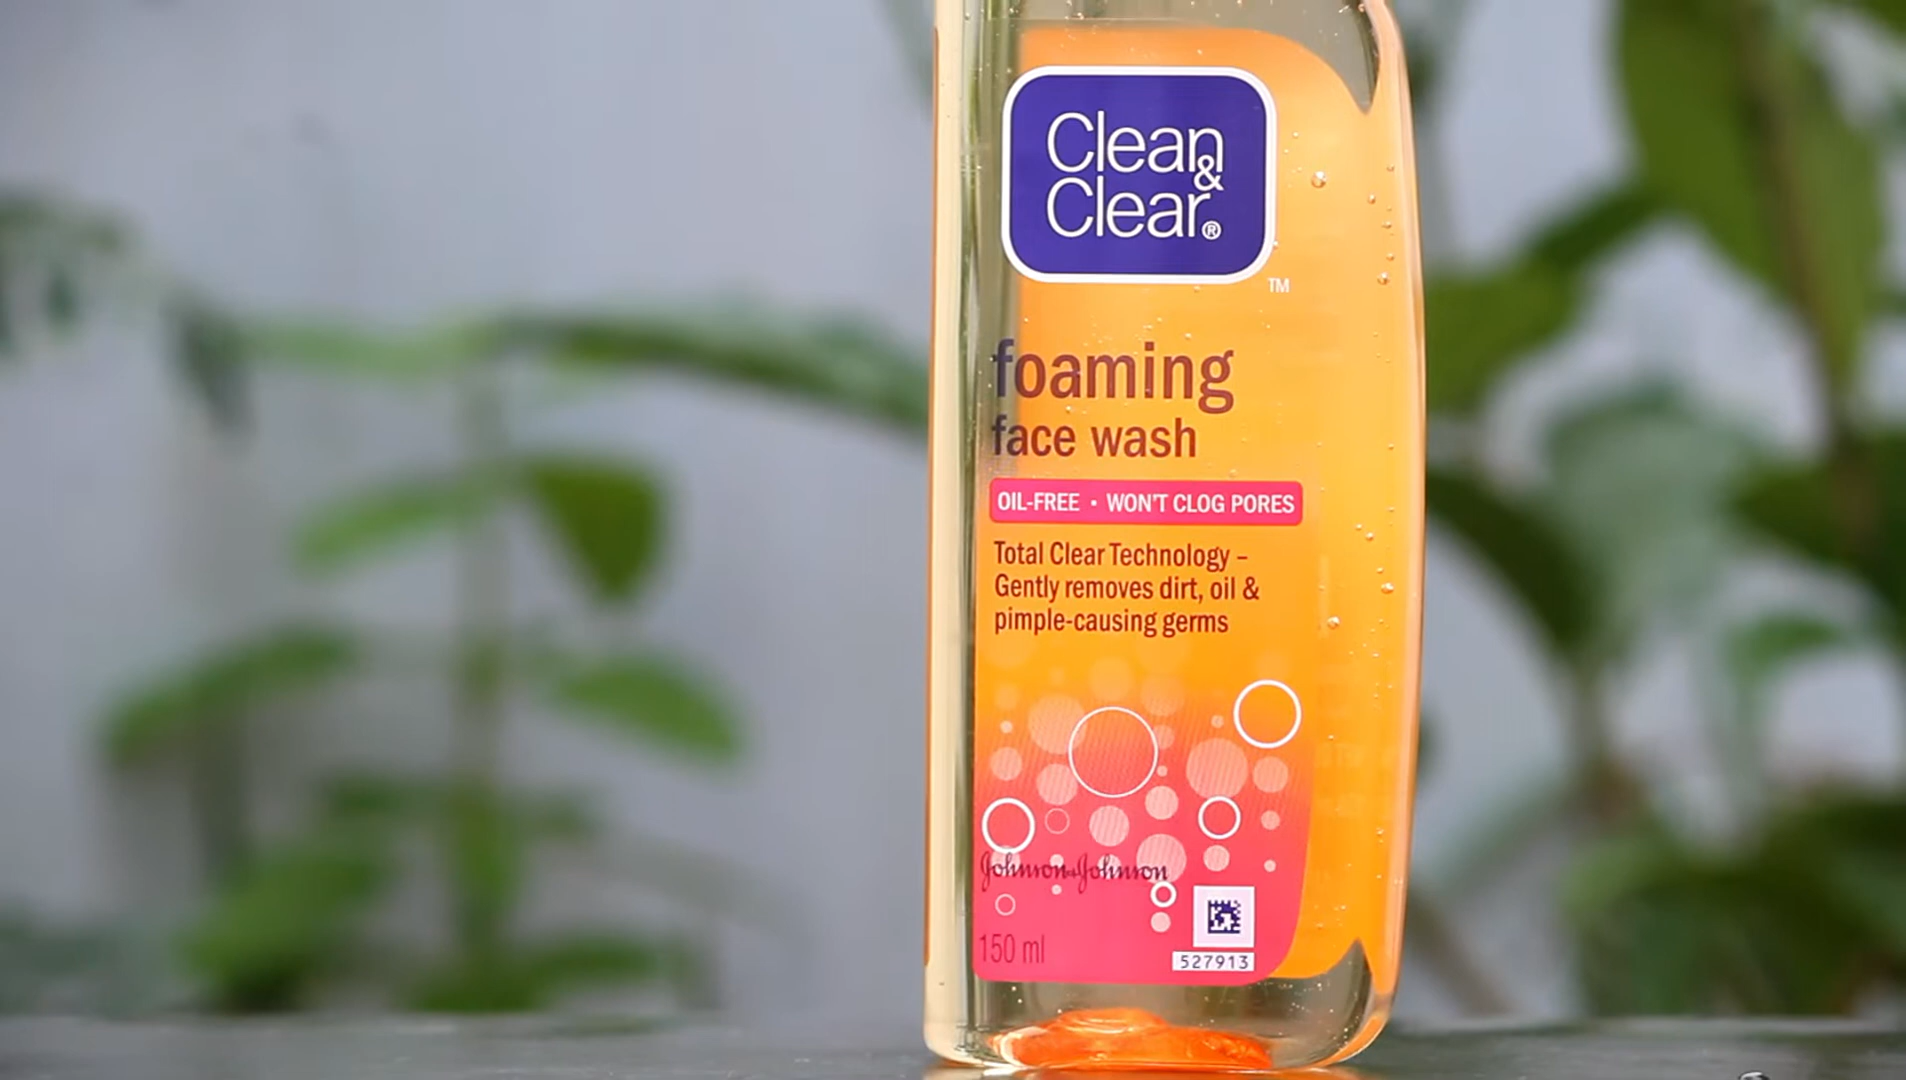 Clean
&
Clear®
™
foaming
face wash
OIL-FREE • WON'T CLOG PORES
Total Clear Technology –
Gently removes dirt, oil &
pimple-causing germs
Johnson & Johnson
150 ml
527913